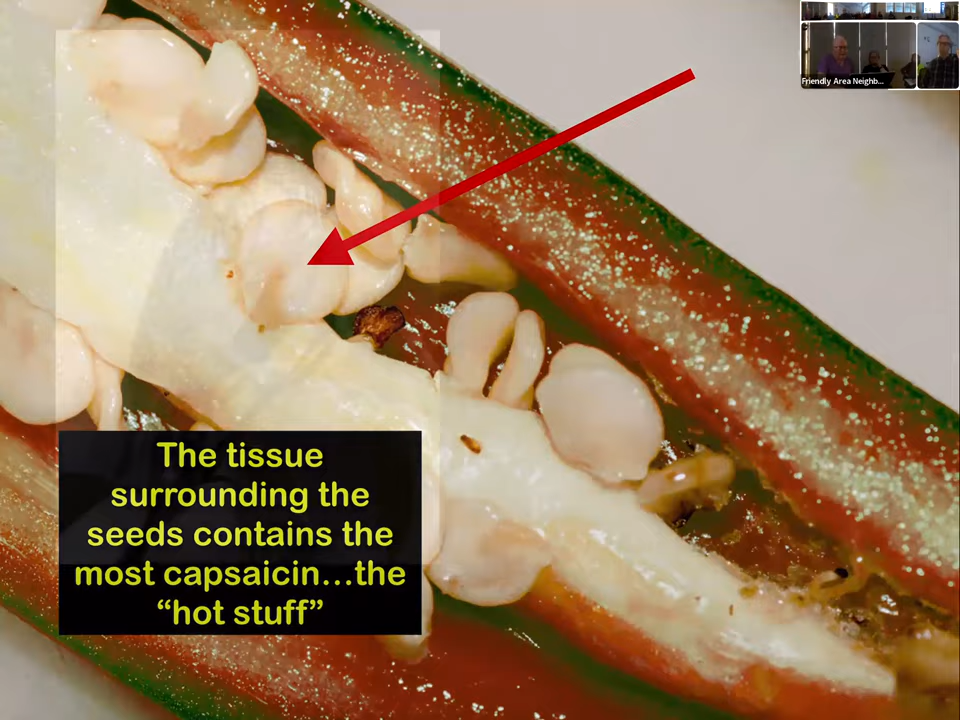 Friendly Area Neighb...
The tissue
surrounding the
seeds contains the
most capsaicin...the
“hot stuff”